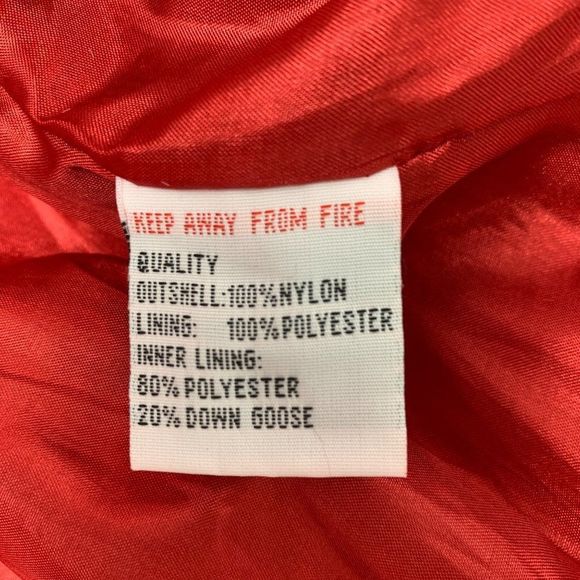 KEEP AWAY FROM FIRE
QUALITY
OUTSHELL:100%NYLON
LINING: 100%POLYESTER
INNER LINING:
80%POLYESTER
20%DOWN GOOSE